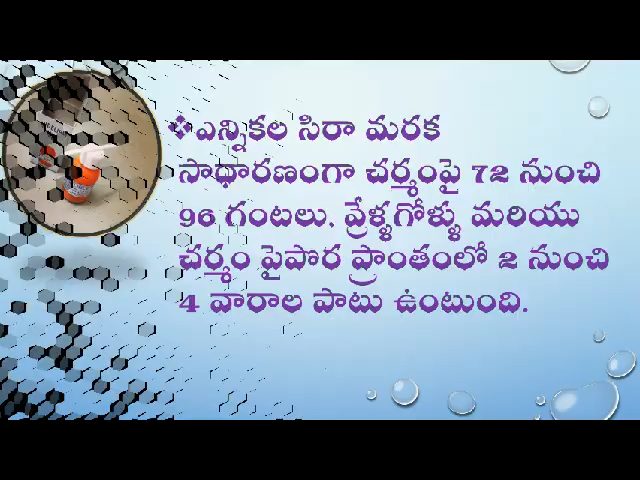 ❖ఎన్నికల సిరా మరక
సాధారణంగా చర్మంపై 72 నుంచి
96 గంటలు, వ్రేళ్ళగోళ్ళు మరియు
చర్మం పైపొర ప్రాంతంలో 2 నుంచి
4 వారాల పాటు ఉంటుంది.